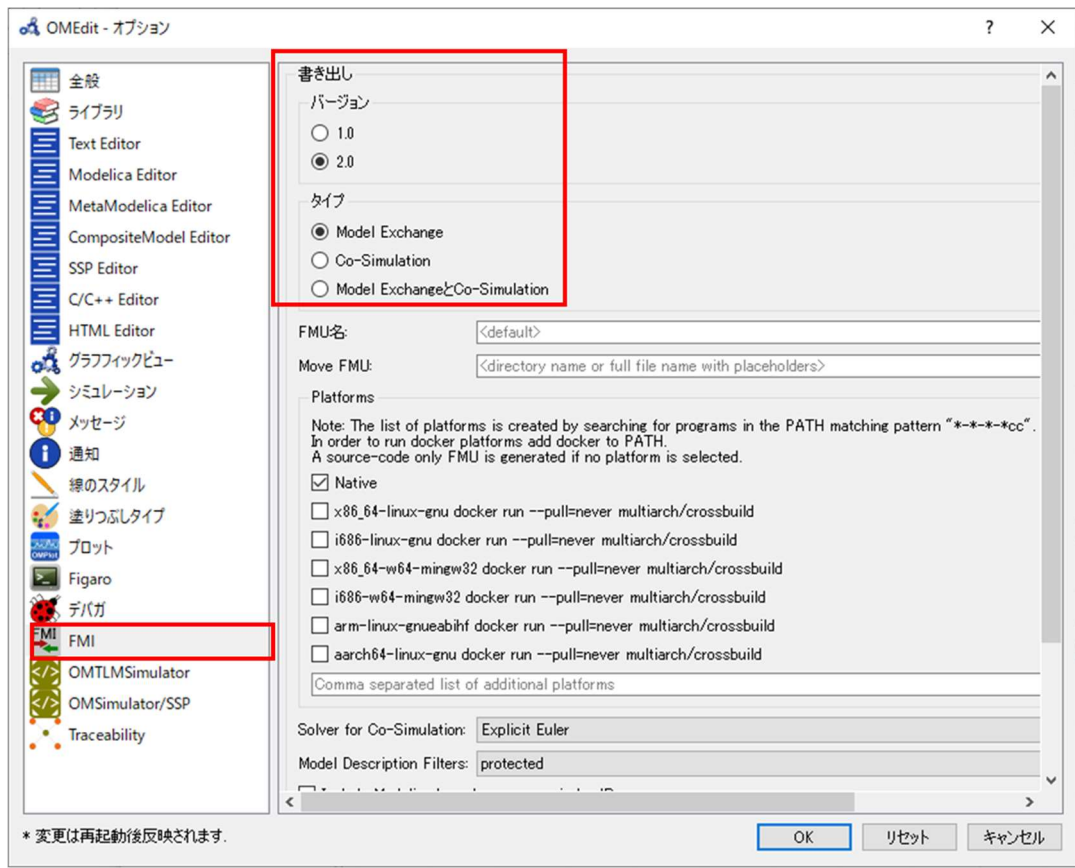 OMEdit - オプション
?
全般
ライブラリ
Text Editor
Modelica Editor
MetaModelica Editor
CompositeModel Editor
SSP Editor
C/C++ Editor
HTML Editor
グラフフィックビュー
シミュレーション
メッセージ
通知
線のスタイル
塗りつぶしタイプ
OMPlot
プロット
Figaro
デバガ
FMI
FMI
OMTLMSimulator
OMSimulator/SSP
Traceability
書き出し
バージョン
1.0
2.0
タイプ
Model Exchange
Co-Simulation
Model ExchangeとCo-Simulation
FMU名: <default>
Move FMU: <directory name or full file name with placeholders>
Platforms
Note: The list of platforms is created by searching for programs in the PATH matching pattern "*-*-*-*cc".
In order to run docker platforms add docker to PATH.
A source-code only FMU is generated if no platform is selected.
Native
x86_64-linux-gnu docker run --pull=never multiarch/crossbuild
i686-linux-gnu docker run --pull=never multiarch/crossbuild
x86_64-w64-mingw32 docker run --pull=never multiarch/crossbuild
i686-w64-mingw32 docker run --pull=never multiarch/crossbuild
arm-linux-gnueabihf docker run --pull=never multiarch/crossbuild
aarch64-linux-gnu docker run --pull=never multiarch/crossbuild
Comma separated list of additional platforms
Solver for Co-Simulation: Explicit Euler
Model Description Filters: protected
* 変更は再起動後反映されます.
OK
リセット
キャンセル